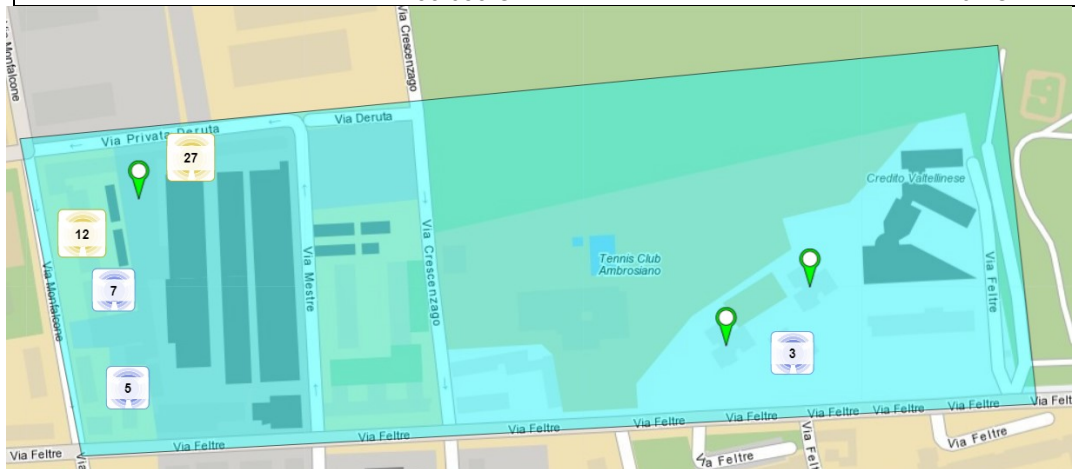 Via Monfalcone
Via Crescenzago
Via Privata Deruta
Via Deruta
27
Credito Valtellinese
12
Tennis Club
Ambrosiano
7
Via Monfalcone
Via Mestre
Via Crescenzago
Via Feltre
3
5
Via Feltre
Via Feltre
Via Feltre
Via Feltre
Via Feltre
Via Feltre
Via Feltre
Via Feltre
Via Feltre
Via Feltre
Via Feltre